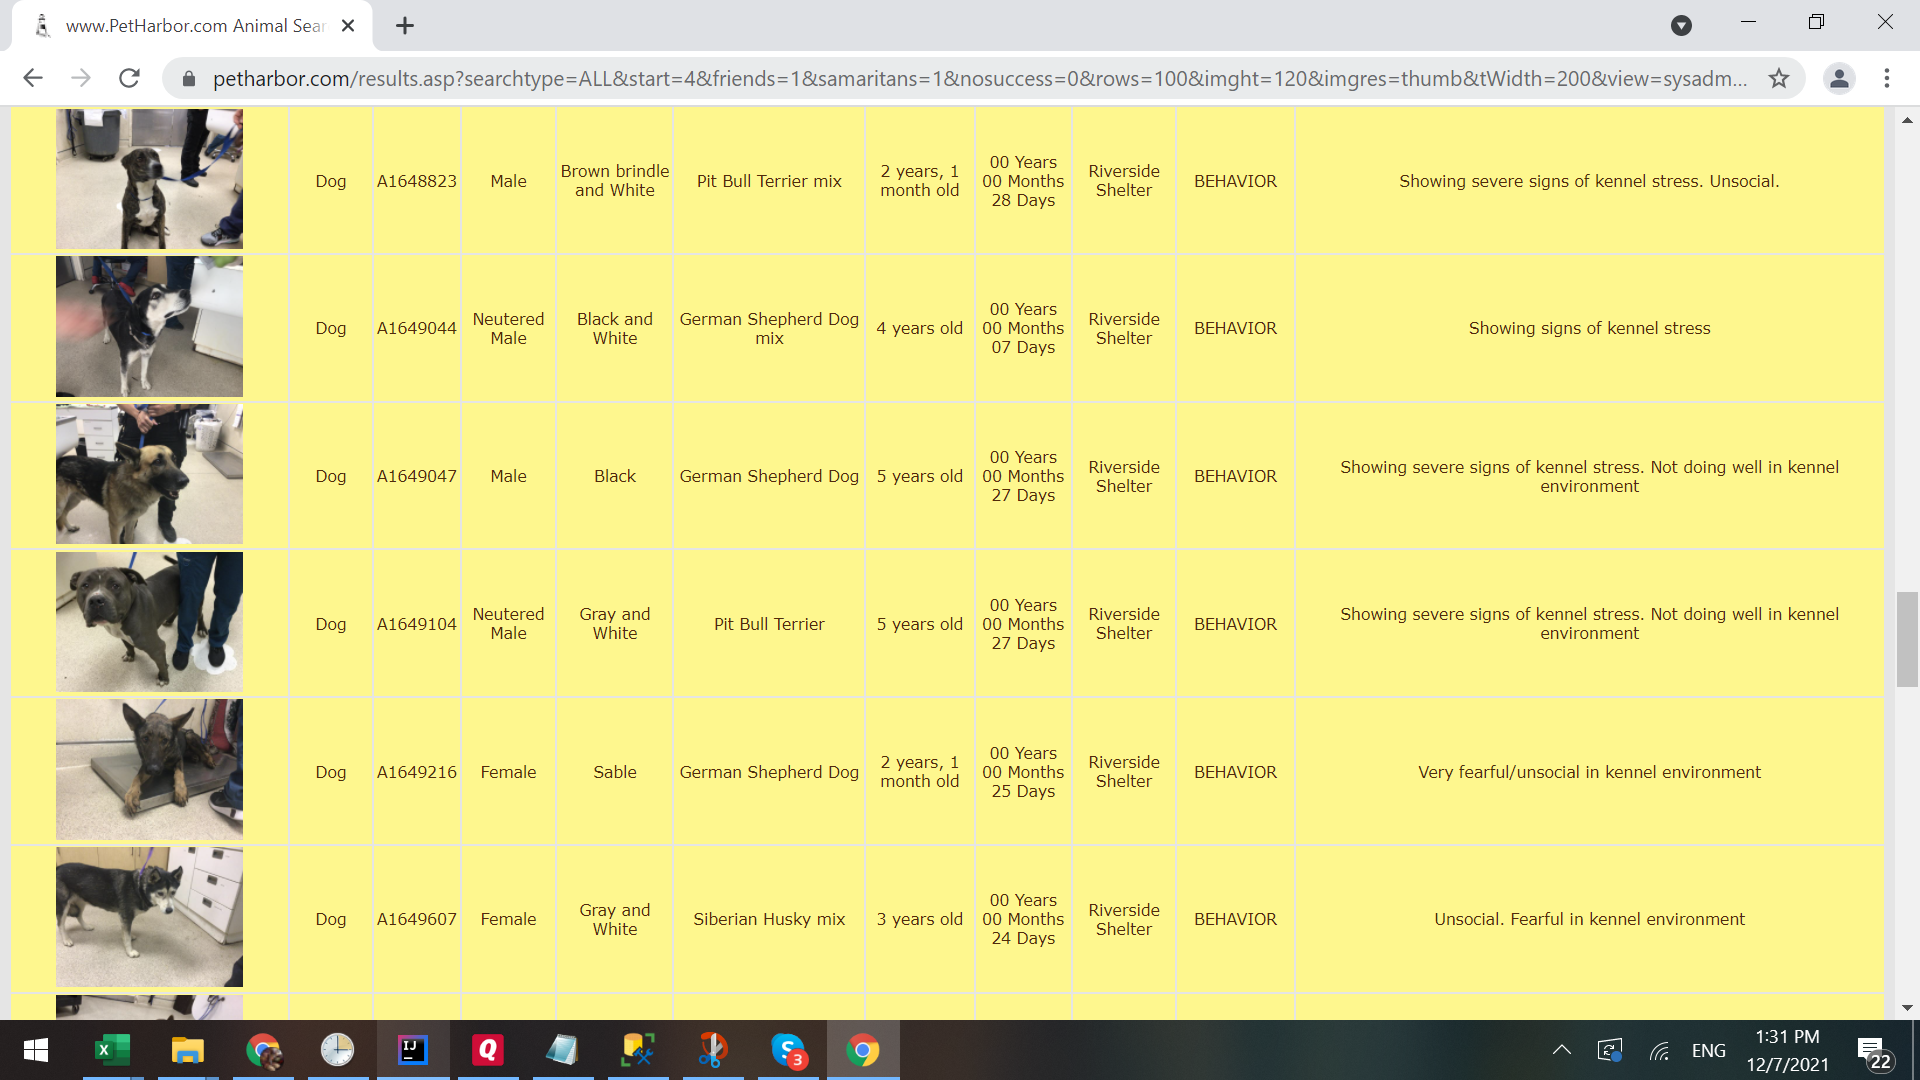 www.PetHarbor.com Animal Sear
petharbor.com/results.asp?searchtype=ALL&start=4&friends=1&samaritans=1&nosuccess=0&rows=100&imght=120&imgres=thumb&tWidth=200&view=sysadm...
Dog
A1648823
Male
Brown brindle
and White
Pit Bull Terrier mix
2 years, 1
month old
00 Years
00 Months
28 Days
Riverside
Shelter
BEHAVIOR
Showing severe signs of kennel stress. Unsocial.
Dog
A1649044
Neutered
Male
Black and
White
German Shepherd Dog
mix
4 years old
00 Years
00 Months
07 Days
Riverside
Shelter
BEHAVIOR
Showing signs of kennel stress
Dog
A1649047
Male
Black
German Shepherd Dog
5 years old
00 Years
00 Months
27 Days
Riverside
Shelter
BEHAVIOR
Showing severe signs of kennel stress. Not doing well in kennel
environment
Dog
A1649104
Neutered
Male
Gray and
White
Pit Bull Terrier
5 years old
00 Years
00 Months
27 Days
Riverside
Shelter
BEHAVIOR
Showing severe signs of kennel stress. Not doing well in kennel
environment
Dog
A1649216
Female
Sable
German Shepherd Dog
2 years, 1
month old
00 Years
00 Months
25 Days
Riverside
Shelter
BEHAVIOR
Very fearful/unsocial in kennel environment
Dog
A1649607
Female
Gray and
White
Siberian Husky mix
3 years old
00 Years
00 Months
24 Days
Riverside
Shelter
BEHAVIOR
Unsocial. Fearful in kennel environment
X
IJ
Q
S
3
ENG
1:31 PM
12/7/2021
22